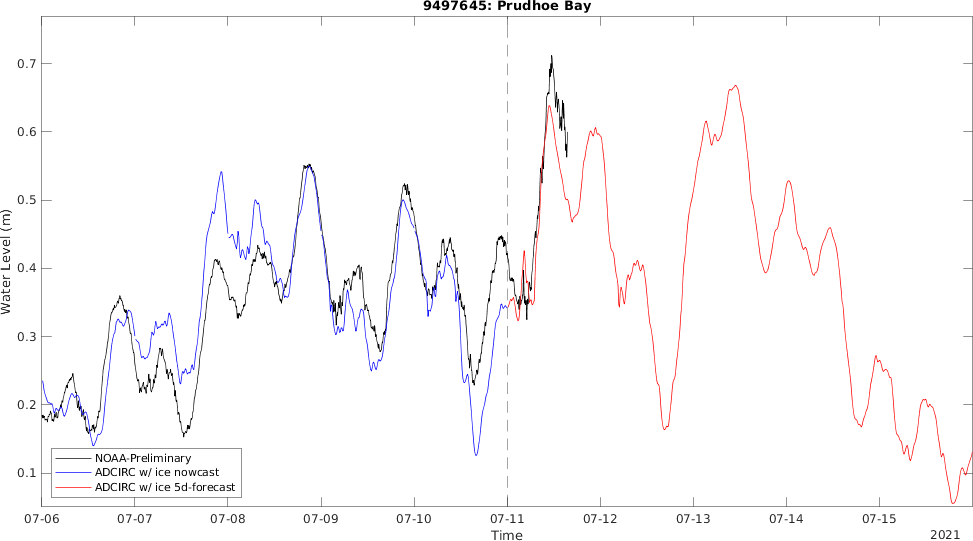 9497645: Prudhoe Bay
Water Level (m)
0.7
0.6
0.5
0.4
0.3
0.2
0.1
NOAA-Preliminary
ADCIRC w/ ice nowcast
ADCIRC w/ ice 5d-forecast
07-06 07-07 07-08 07-09 07-10 07-11 07-12 07-13 07-14 07-15
Time
2021